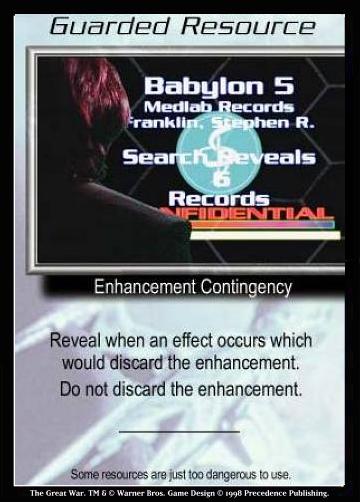 Guarded Resource
Babylon 5
Medlab Records
Franklin, Stephen R.
Search Reveals
6
Records
NFIDENTIAL
Enhancement Contingency
Reveal when an effect occurs which
would discard the enhancement.
Do not discard the enhancement.
Some resources are just too dangerous to use.
The Great War. TM & © Warner Bros. Game Design © 1998 Precedence Publishing.